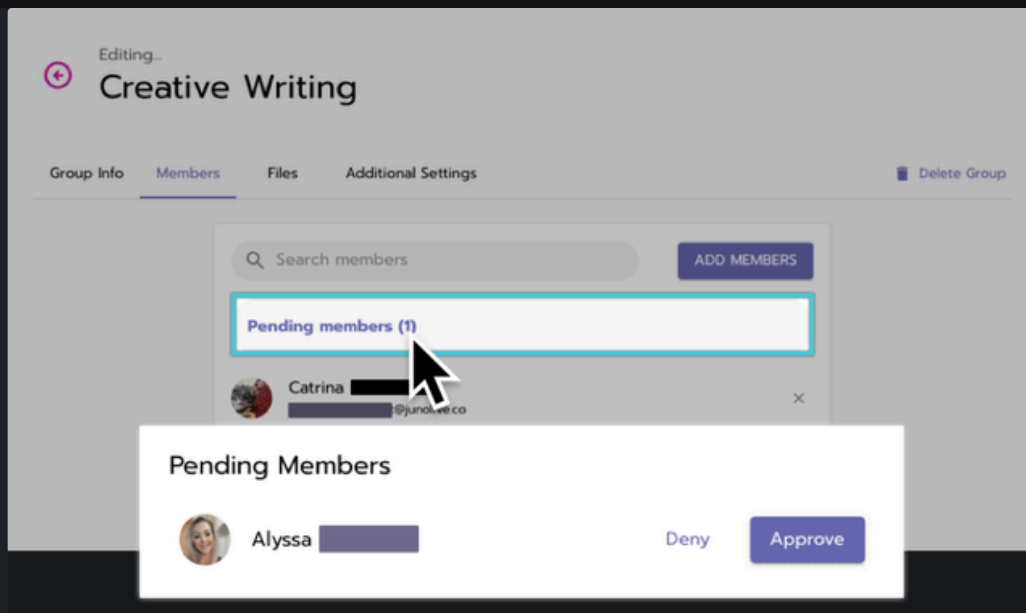 Editing...
Creative Writing
Group Info Members Files Additional Settings Delete Group
Search members ADD MEMBERS
Pending members (1)
Catrina
@junolive.co
Pending Members
Alyssa Deny Approve